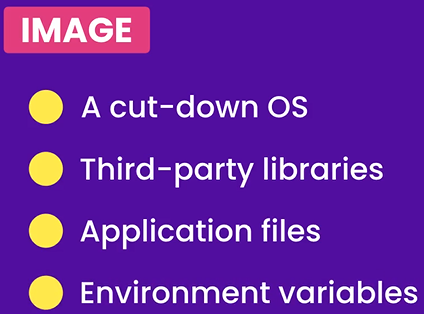 IMAGE
A cut-down OS
Third-party libraries
Application files
Environment variables